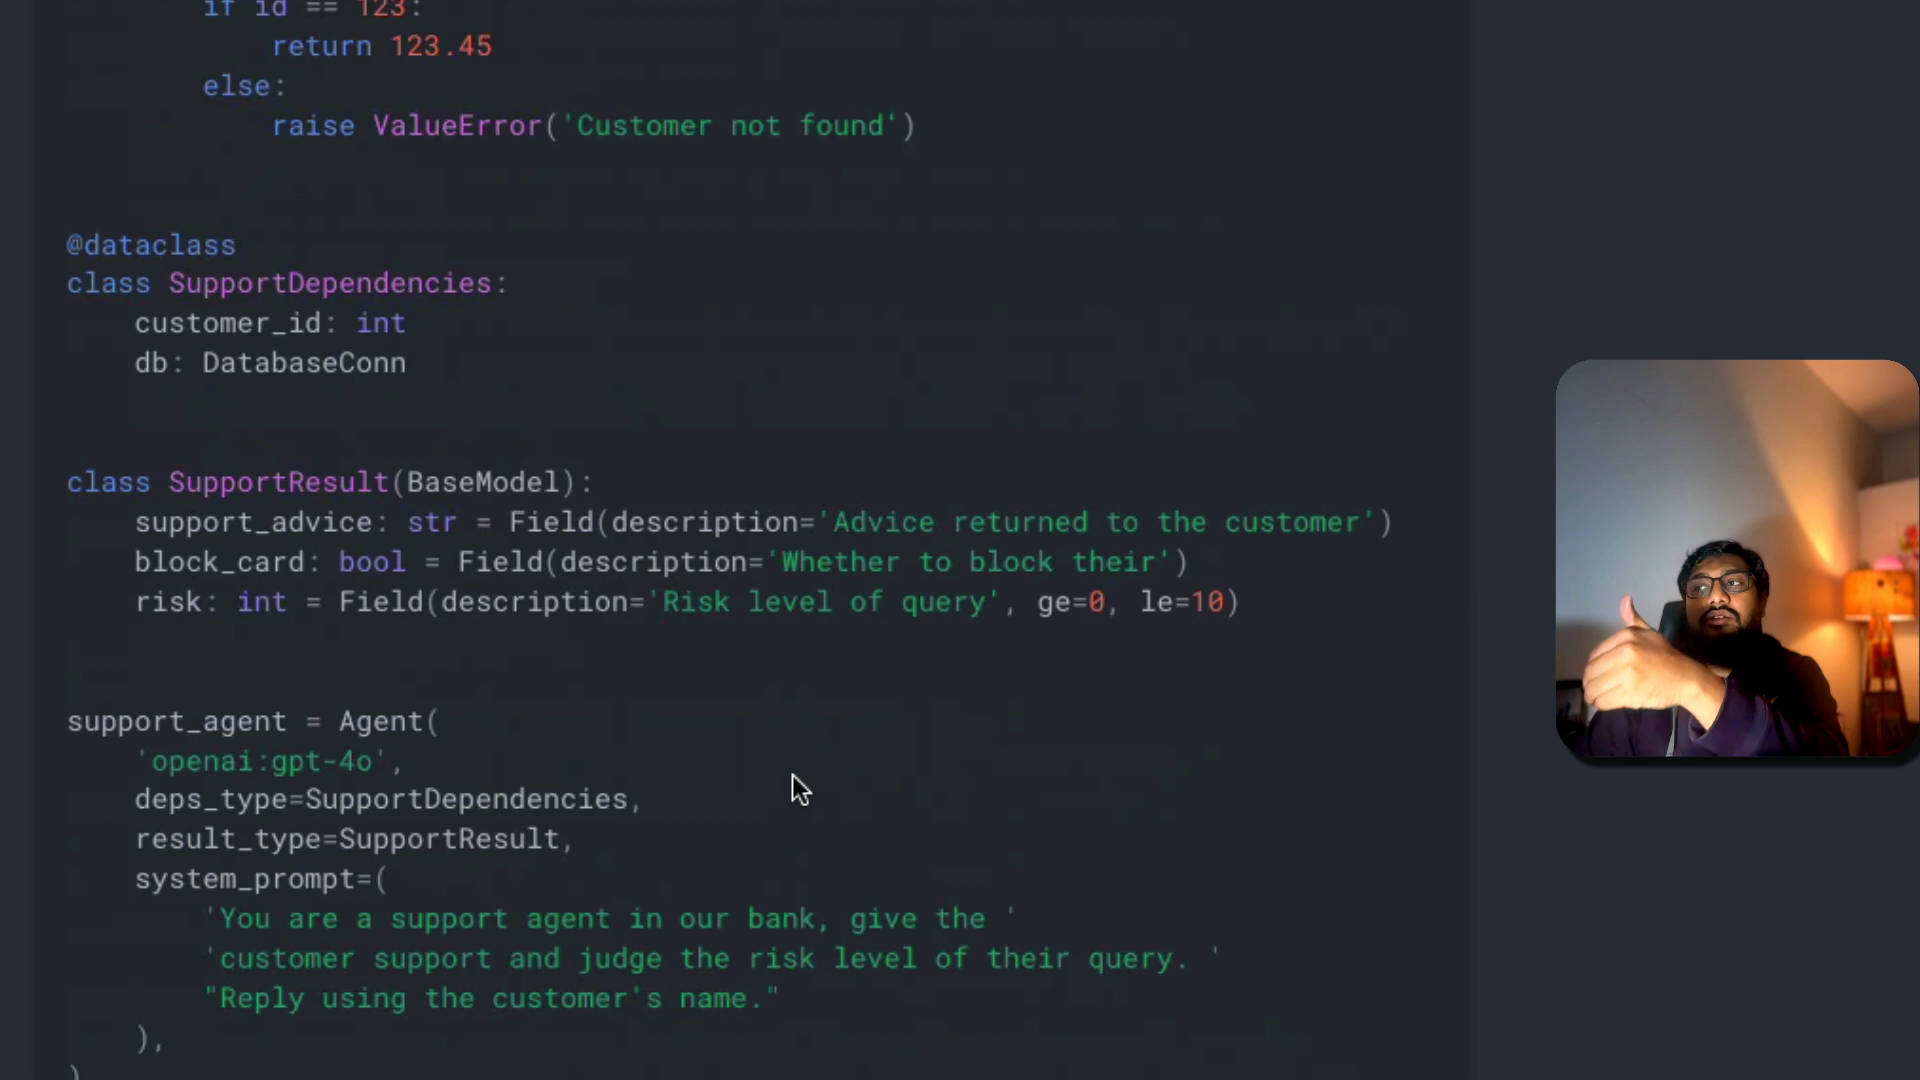 if id == 123:
return 123.45
else:
raise ValueError('Customer not found')
@dataclass
class SupportDependencies:
customer_id: int
db: DatabaseConn
class SupportResult(BaseModel):
support_advice: str = Field(description='Advice returned to the customer')
block_card: bool = Field(description='Whether to block their')
risk: int = Field(description='Risk level of query', ge=0, le=10)
support_agent = Agent(
'openai:gpt-4o',
deps_type=SupportDependencies,
result_type=SupportResult,
system_prompt=(
'You are a support agent in our bank, give the '
'customer support and judge the risk level of their query. '
"Reply using the customer's name."
),
)